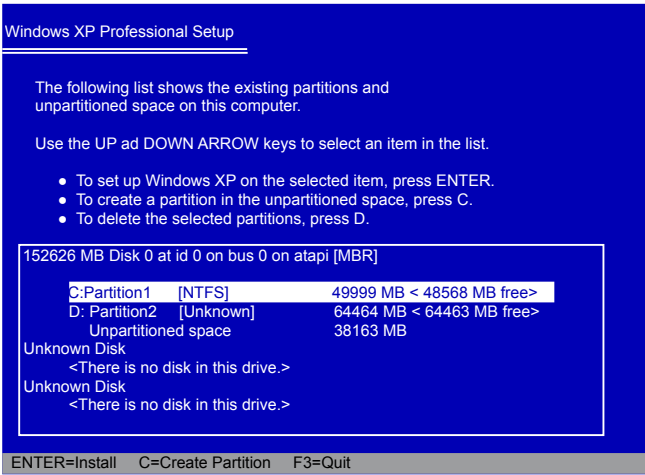 Windows XP Professional Setup
The following list shows the existing partitions and
unpartitioned space on this computer.
Use the UP ad DOWN ARROW keys to select an item in the list.
● To set up Windows XP on the selected item, press ENTER.
● To create a partition in the unpartitioned space, press C.
● To delete the selected partitions, press D.
152626 MB Disk 0 at id 0 on bus 0 on atapi [MBR]
C:Partition1 [NTFS] 49999 MB < 48568 MB free>
D: Partition2 [Unknown] 64464 MB < 64463 MB free>
Unpartitioned space 38163 MB
Unknown Disk
<There is no disk in this drive.>
Unknown Disk
<There is no disk in this drive.>
ENTER=Install C=Create Partition F3=Quit